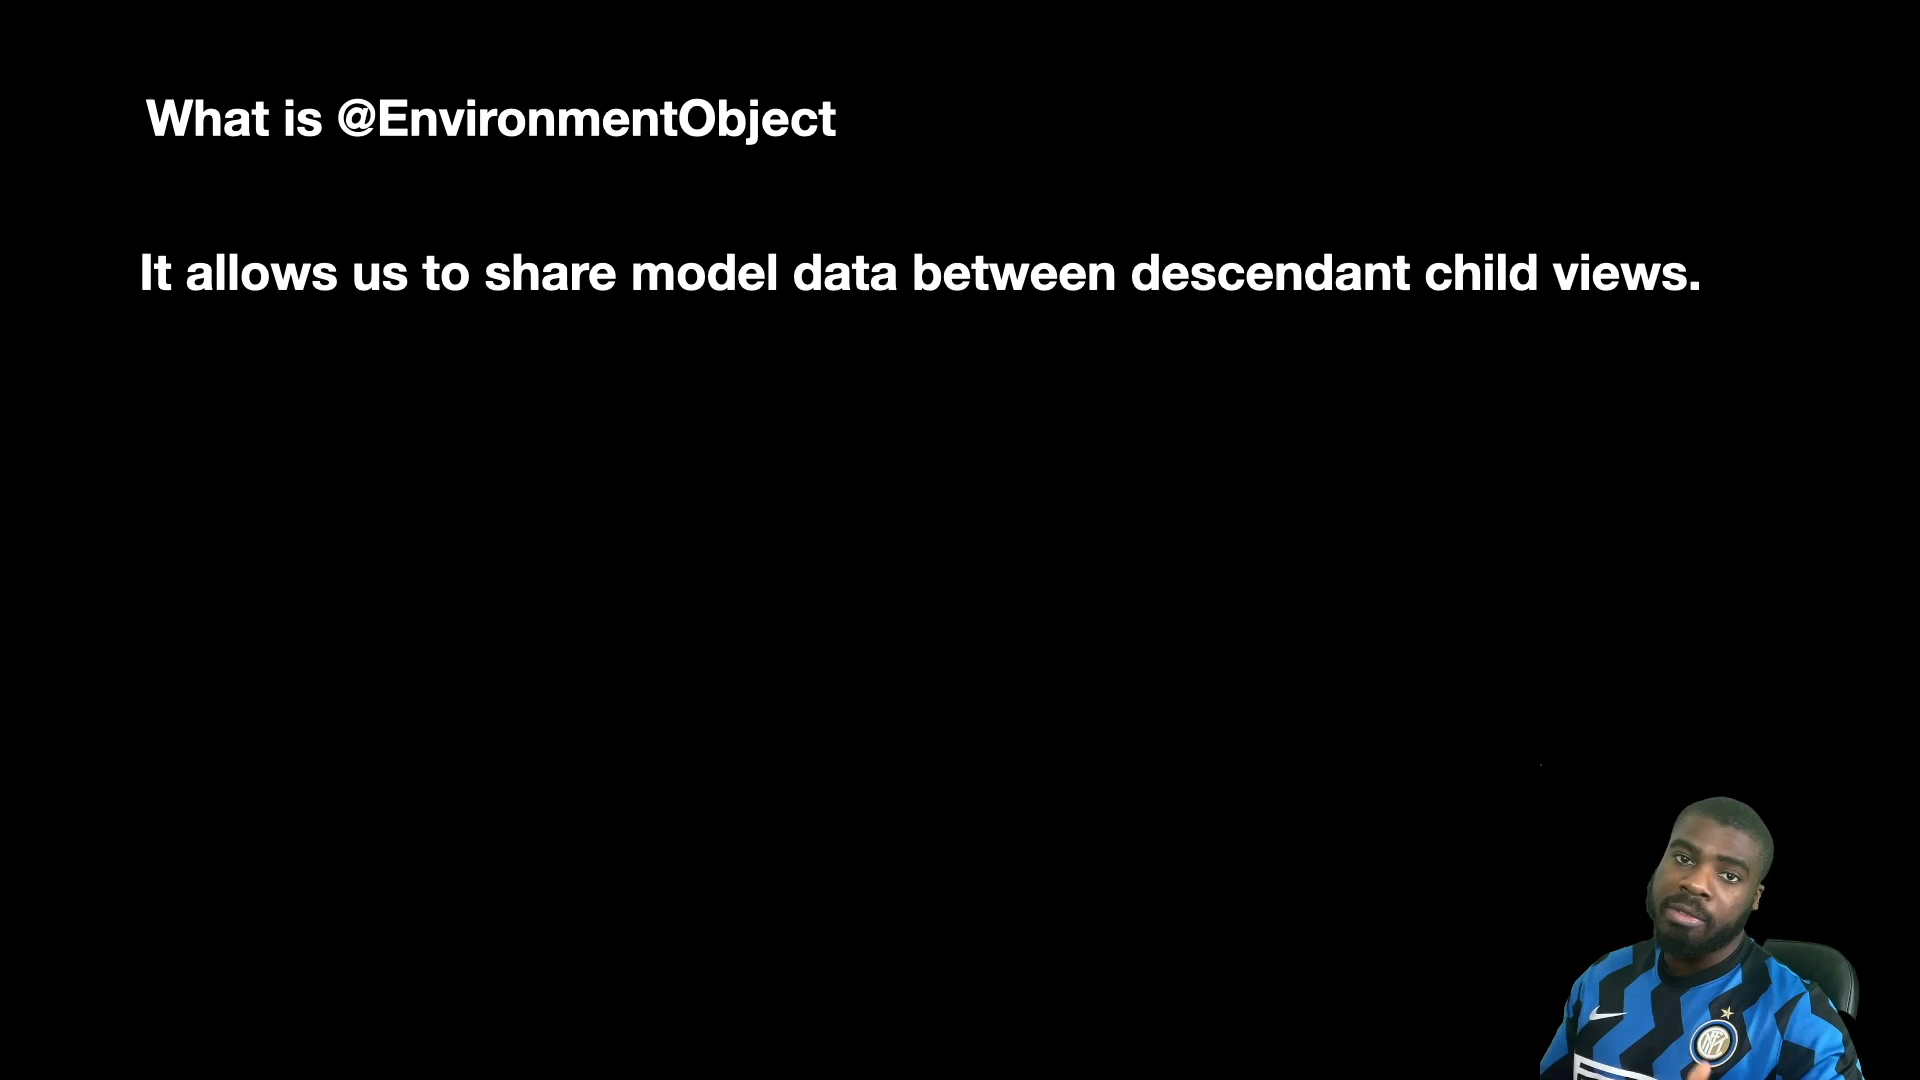 What is @EnvironmentObject
It allows us to share model data between descendant child views.